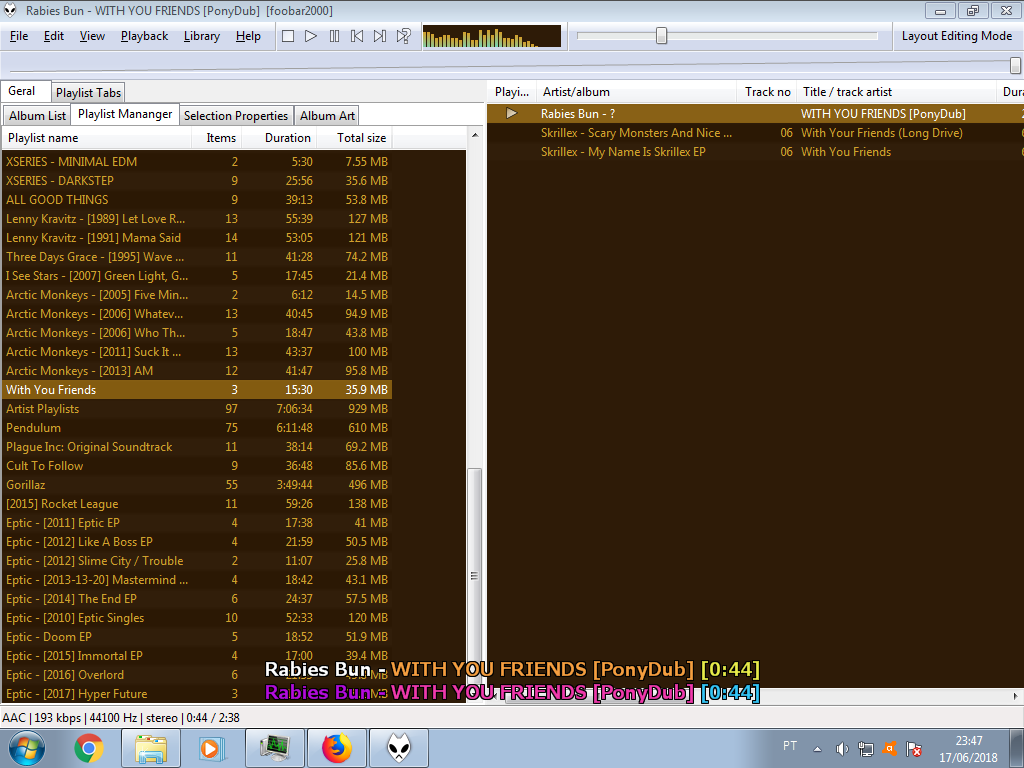 Rabies Bun - WITH YOU FRIENDS [PonyDub] [foobar2000]
File Edit View Playback Library Help Layout Editing Mode
Geral Playlist Tabs
Album List Playlist Mananger Selection Properties Album Art
Playlist name Items Duration Total size
XSERIES - MINIMAL EDM 2 5:30 7.55 MB
XSERIES - DARKSTEP 9 25:56 35.6 MB
ALL GOOD THINGS 9 39:13 53.8 MB
Lenny Kravitz - [1989] Let Love R... 13 55:39 127 MB
Lenny Kravitz - [1991] Mama Said 14 53:05 121 MB
Three Days Grace - [1995] Wave ... 11 41:28 74.2 MB
I See Stars - [2007] Green Light, G... 5 17:45 21.4 MB
Arctic Monkeys - [2005] Five Min... 2 6:12 14.5 MB
Arctic Monkeys - [2006] Whatev... 13 40:45 94.9 MB
Arctic Monkeys - [2006] Who Th... 5 18:47 43.8 MB
Arctic Monkeys - [2011] Suck It ... 13 43:37 100 MB
Arctic Monkeys - [2013] AM 12 41:47 95.8 MB
With You Friends 3 15:30 35.9 MB
Artist Playlists 97 7:06:34 929 MB
Pendulum 75 6:11:48 610 MB
Plague Inc: Original Soundtrack 11 38:14 69.2 MB
Cult To Follow 9 36:48 85.6 MB
Gorillaz 55 3:49:44 496 MB
[2015] Rocket League 11 59:26 138 MB
Eptic - [2011] Eptic EP 4 17:38 41 MB
Eptic - [2012] Like A Boss EP 4 21:59 50.5 MB
Eptic - [2012] Slime City / Trouble 2 11:07 25.8 MB
Eptic - [2013-13-20] Mastermind ... 4 18:42 43.1 MB
Eptic - [2014] The End EP 6 24:37 57.5 MB
Eptic - [2010] Eptic Singles 10 52:33 120 MB
Eptic - Doom EP 5 18:52 51.9 MB
Eptic - [2015] Immortal EP 4 17:00 39.4 MB
Eptic - [2016] Overlord 6
Eptic - [2017] Hyper Future 3
Playi... Artist/album Track no Title / track artist Dura
Rabies Bun - ? WITH YOU FRIENDS [PonyDub]
Skrillex - Scary Monsters And Nice ... 06 With Your Friends (Long Drive)
Skrillex - My Name Is Skrillex EP 06 With You Friends
Rabies Bun - WITH YOU FRIENDS [PonyDub] [0:44]
Rabies Bun - WITH YOU FRIENDS [PonyDub] [0:44]
AAC | 193 kbps | 44100 Hz | stereo | 0:44 / 2:38
PT
23:47
17/06/2018